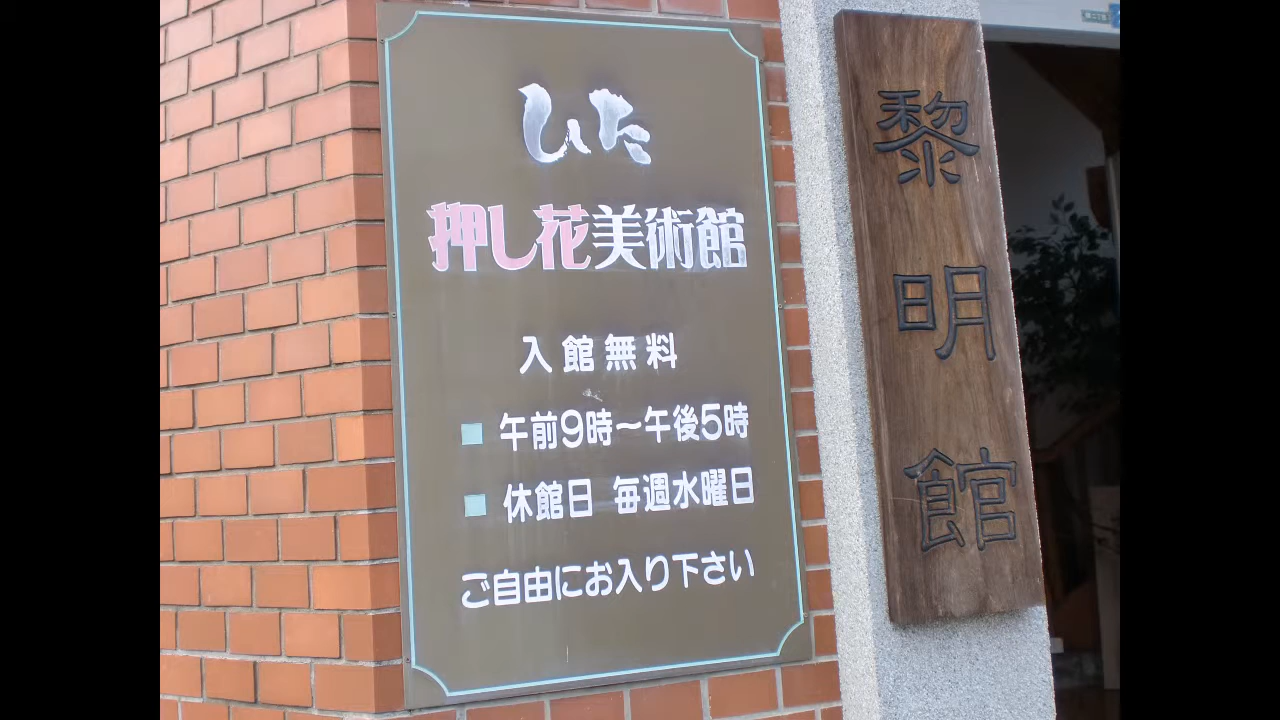 ひた
押し花美術館
入館無料
■ 午前9時～午後5時
■ 休館日 毎週水曜日
ご自由にお入り下さい
黎明館